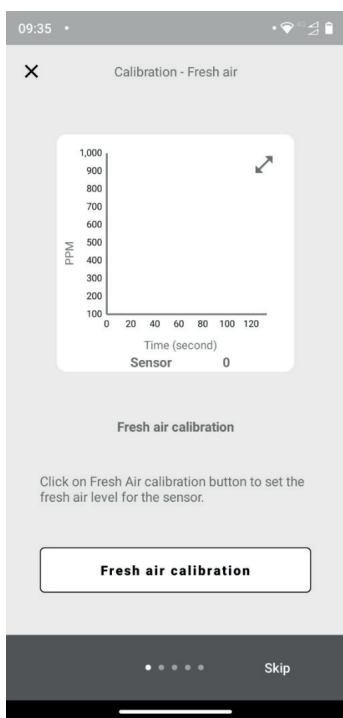 09:35
Calibration - Fresh air
1,000
900
800
700
600
500
400
300
200
100
PPM
0 20 40 60 80 100 120
Time (second)
Sensor 0
Fresh air calibration
Click on Fresh Air calibration button to set the
fresh air level for the sensor.
Fresh air calibration
Skip